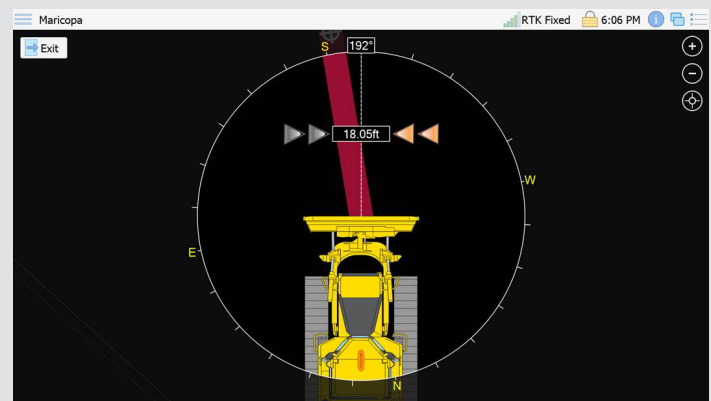 Maricopa
RTK Fixed
6:06 PM
Exit
S
192°
18.05ft
W
E
N